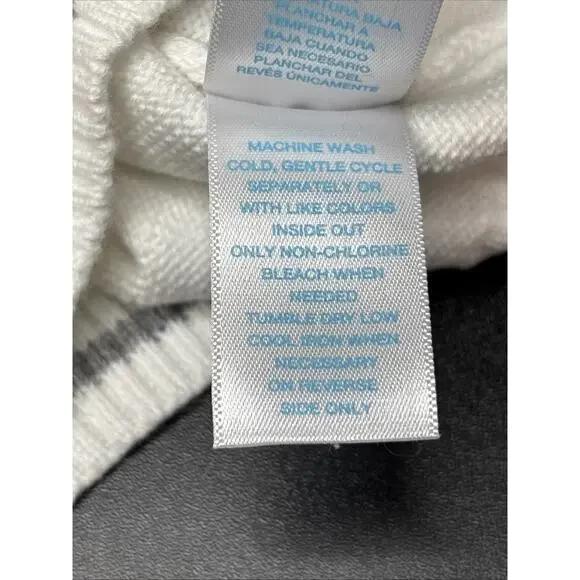 TEMPERATURA BAJA
PLANCHAR A
TEMPERATURA
BAJA CUANDO
SEA NECESARIO
PLANCHAR DEL
REVÉS ÚNICAMENTE
MACHINE WASH
COLD, GENTLE CYCLE
SEPARATELY OR
WITH LIKE COLORS
INSIDE OUT
ONLY NON-CHLORINE
BLEACH WHEN
NEEDED
TUMBLE DRY LOW
COOL IRON WHEN
NECESSARY
ON REVERSE
SIDE ONLY